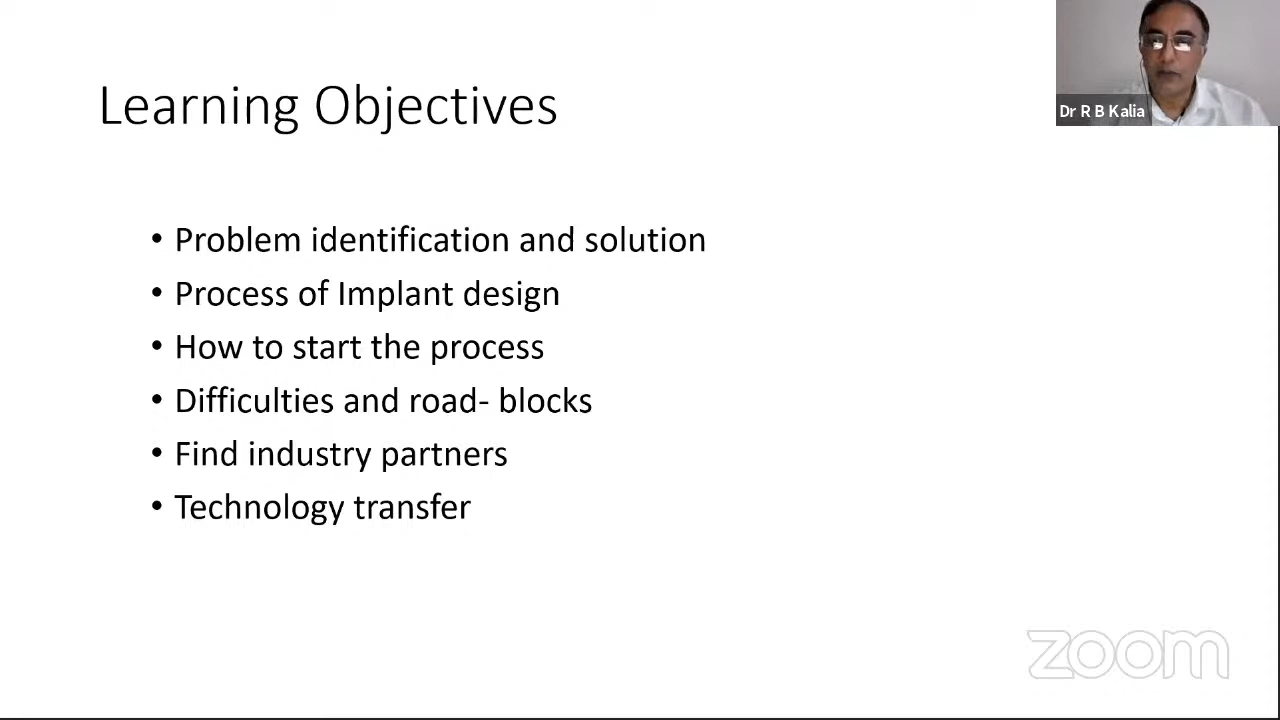 Learning Objectives
Dr R B Kalia
• Problem identification and solution
• Process of Implant design
• How to start the process
• Difficulties and road- blocks
• Find industry partners
• Technology transfer
zoom